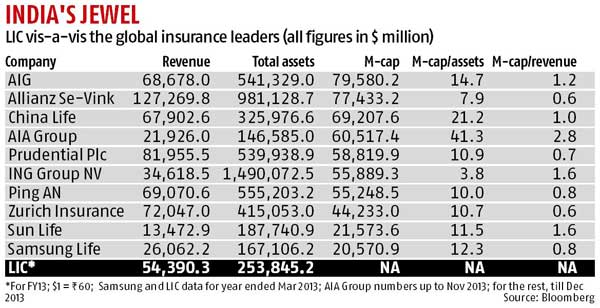 INDIA'S JEWEL
LIC vis-a-vis the global insurance leaders (all figures in $ million)
Company Revenue Total assets M-cap M-cap/assets M-cap/revenue
AIG 68,678.0 541,329.0 79,580.2 14.7 1.2
Allianz Se-Vink 127,269.8 981,128.7 77,433.2 7.9 0.6
China Life 67,902.6 325,976.6 69,207.6 21.2 1.0
AIA Group 21,926.0 146,585.0 60,517.4 41.3 2.8
Prudential Plc 81,955.5 539,938.9 58,819.9 10.9 0.7
ING Group NV 34,618.5 1,490,072.5 55,889.3 3.8 1.6
Ping AN 69,070.6 555,203.2 55,248.5 10.0 0.8
Zurich Insurance 72,047.0 415,053.0 44,233.0 10.7 0.6
Sun Life 13,472.9 187,740.9 21,573.6 11.5 1.6
Samsung Life 26,062.2 167,106.2 20,570.9 12.3 0.8
LIC* 54,390.3 253,845.2 NA NA NA
*For FY13; $1 = ₹60; Samsung and LIC data for year ended Mar 2013; AIA Group numbers up to Nov 2013; for the rest, till Dec
2013 Source: Bloomberg